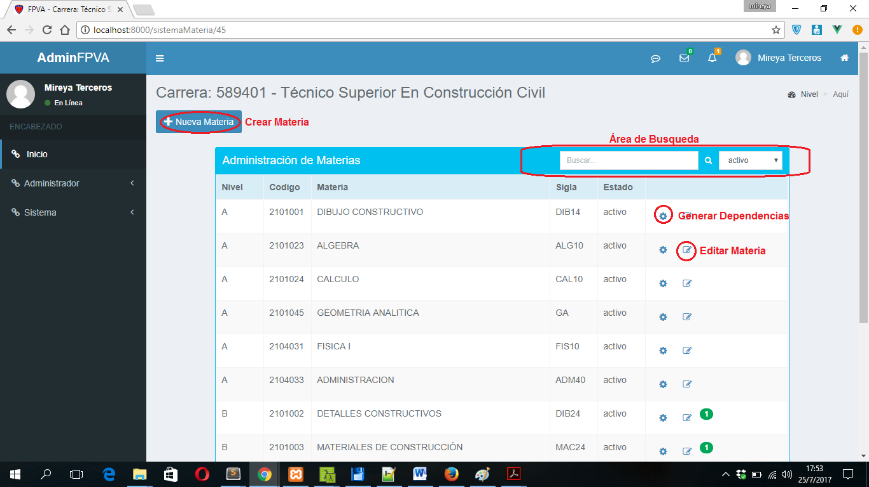 mireya
FPVA - Carrera: Técnico S
localhost:8000/sistemaMateria/45
AdminFPVA
6
Mireya Terceros
Mireya Terceros
En Línea
Carrera: 589401 - Técnico Superior En Construcción Civil
Nivel > Aquí
ENCABEZADO
Nueva Materia Crear Materia
Área de Busqueda
Inicio
Administración de Materias Buscar... activo
Administrador
Nivel Codigo Materia Sigla Estado
Sistema
A 2101001 DIBUJO CONSTRUCTIVO DIB14 activo Generar Dependencias
A 2101023 ALGEBRA ALG10 activo Editar Materia
A 2101024 CALCULO CAL10 activo
A 2101045 GEOMETRIA ANALITICA GA activo
A 2104031 FISICA I FIS10 activo
A 2104033 ADMINISTRACION ADM40 activo
B 2101002 DETALLES CONSTRUCTIVOS DIB24 activo 1
B 2101003 MATERIALES DE CONSTRUCCIÓN MAC24 activo 1
17:53
25/7/2017